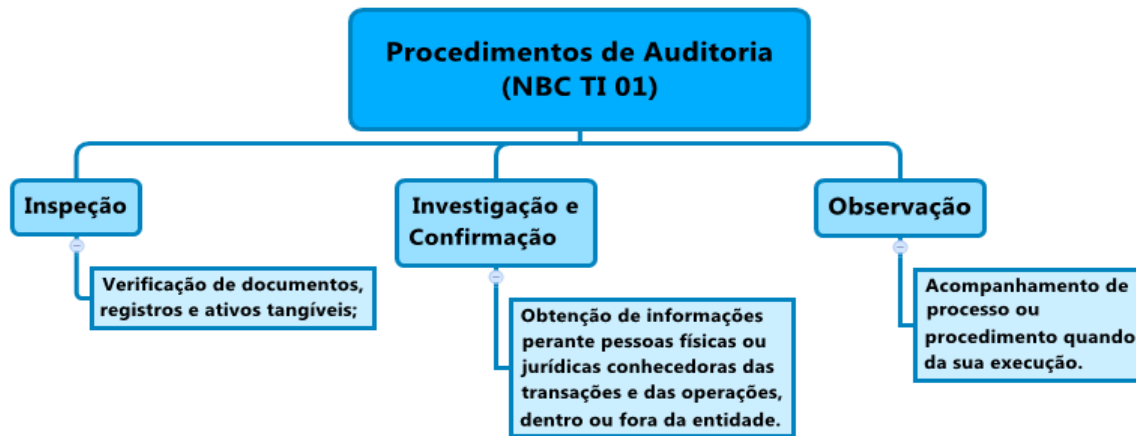 Procedimentos de Auditoria
(NBC TI 01)
Inspeção
Verificação de documentos,
registros e ativos tangíveis;
Investigação e
Confirmação
Obtenção de informações
perante pessoas físicas ou
jurídicas conhecedoras das
transações e das operações,
dentro ou fora da entidade.
Observação
Acompanhamento de
processo ou
procedimento quando
da sua execução.